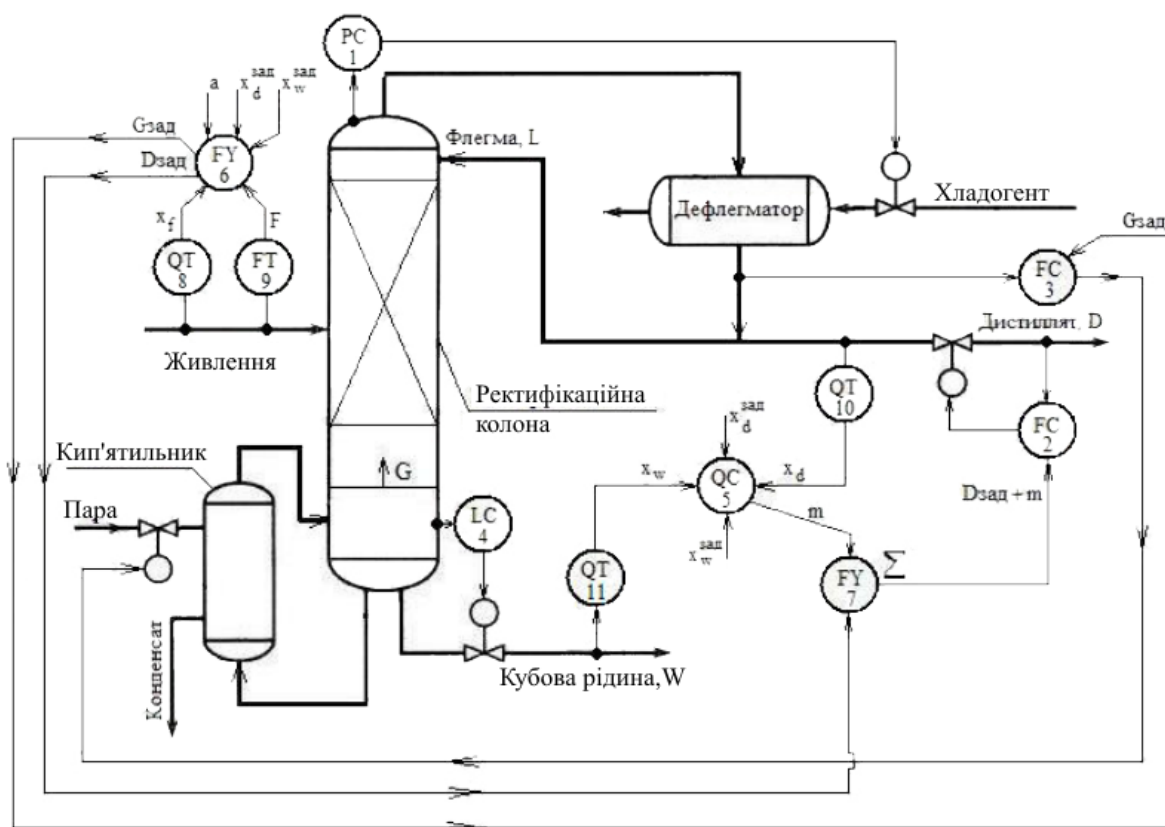 PC
1
a
x_d^зад
x_w^зад
Gзад
Dзад
FY
6
Флегма, L
Дефлегматор
Хладогент
x_f
F
QT
8
FT
9
Gзад
FC
3
Живлення
Дистиллят, D
Ректифікаційна
колона
QT
10
FC
2
x_d^зад
Кип'ятильник
G
x_w
QC
5
x_d
Dзад + m
Пара
LC
4
m
x_w^зад
QT
11
FY
7
Σ
Конденсат
Кубова рідина,W